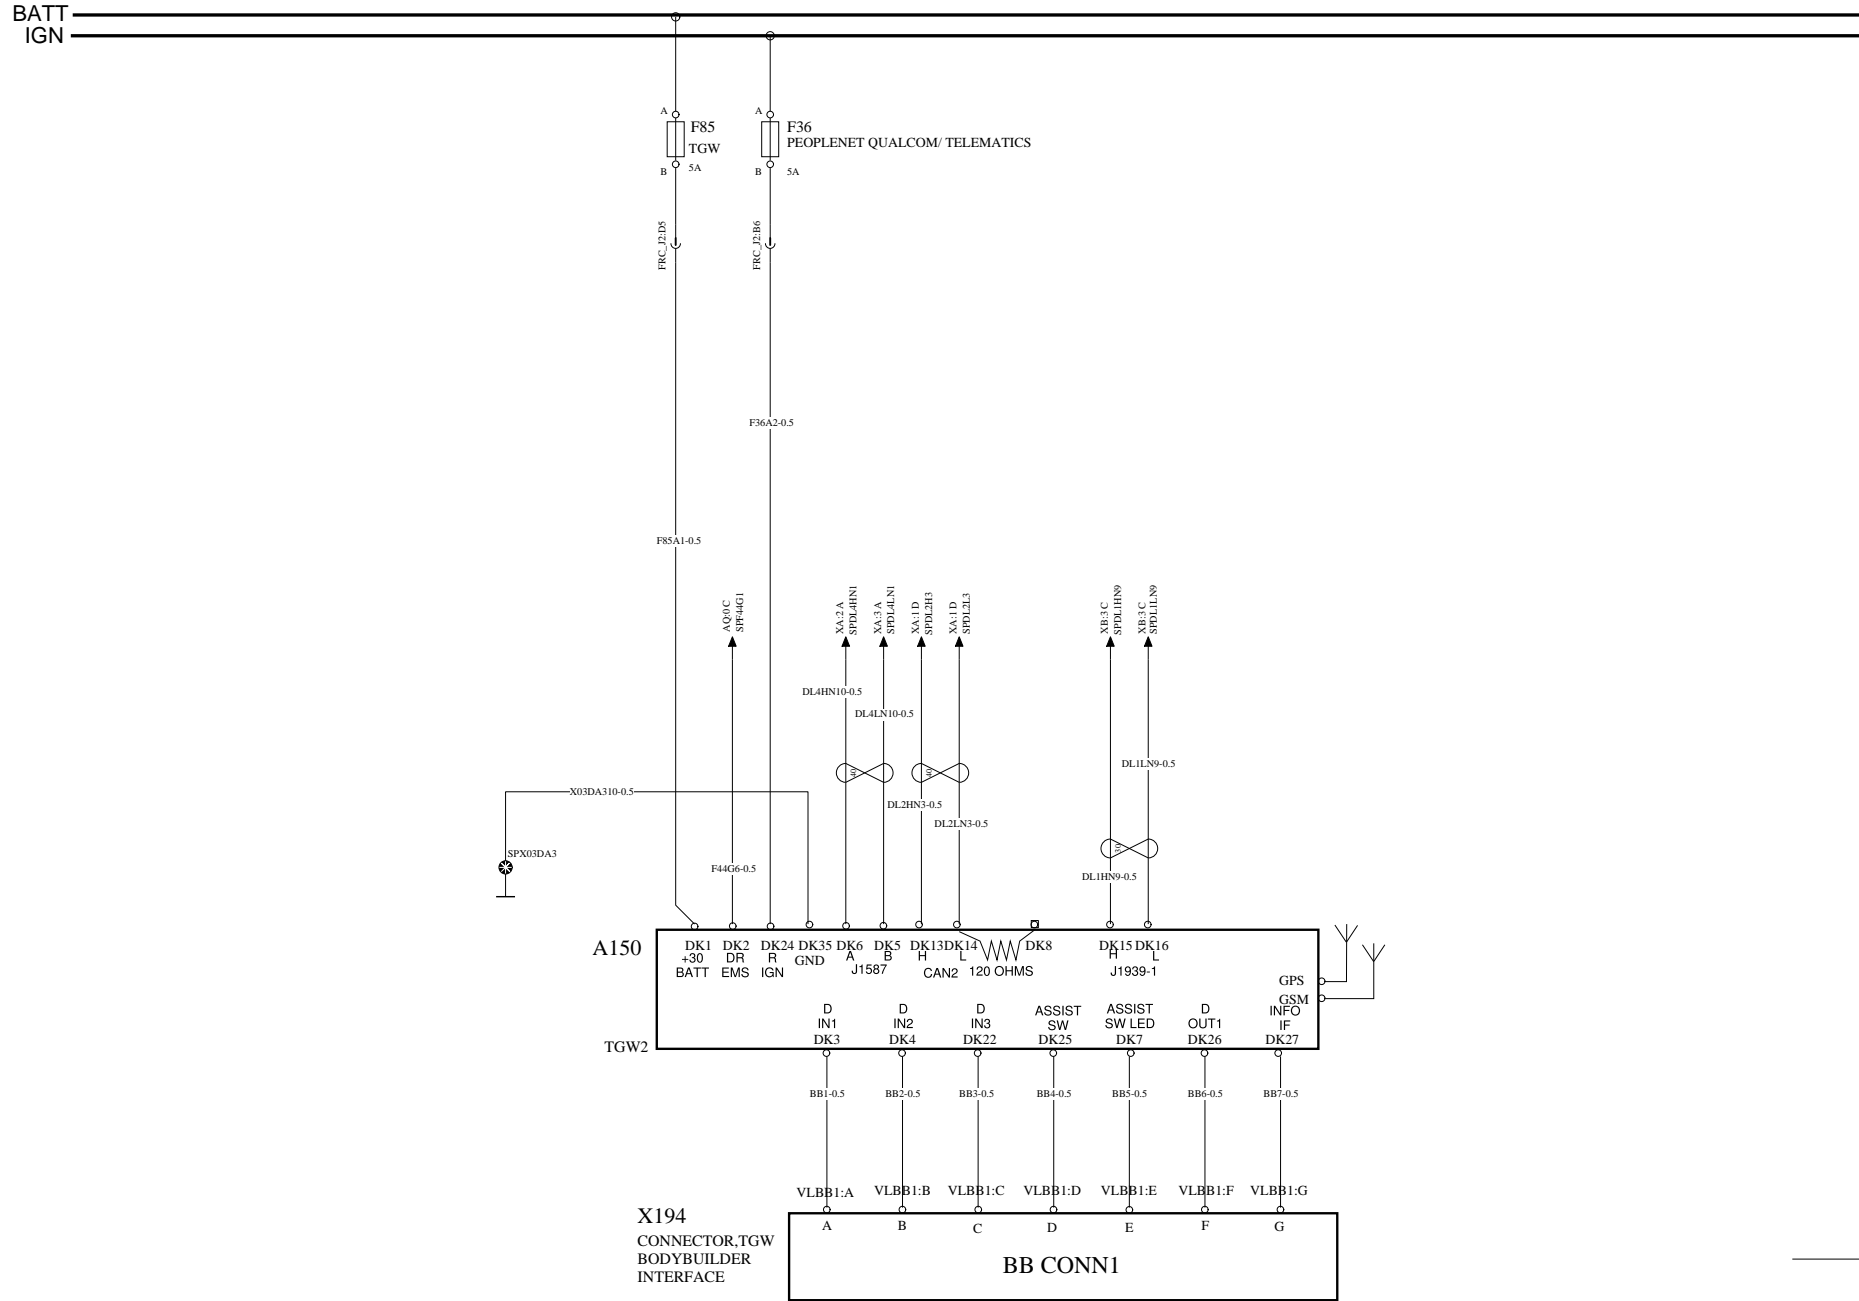 BATT
IGN
A
F85
TGW
B
5A
A
F36
PEOPLENET QUALCOM/ TELEMATICS
B
5A
FRC_J2:D5
FRC_J2:B6
F36A2-0.5
F85A1-0.5
AQ:0 C
SPF44G1
XA:2 A
SPDL4HN1
XA:3 A
SPDL4LN1
XA:1 D
SPDL2H3
XA:1 D
SPDL2L3
XB:3 C
SPDL1HN9
XB:3 C
SPDL1LN9
DL4HN10-0.5
DL4LN10-0.5
DL1LN9-0.5
40
40
X03DA310-0.5
DL2HN3-0.5
DL2LN3-0.5
30
SPX03DA3
F44G6-0.5
DL1HN9-0.5
A150
DK1 DK2 DK24 DK35 DK6 DK5 DK13 DK14 DK8 DK15 DK16
+30 DR R GND A B H L H L
BATT EMS IGN J1587 CAN2 120 OHMS J1939-1
GPS
GSM
D D D ASSIST ASSIST D INFO
IN1 IN2 IN3 SW SW LED OUT1 IF
DK3 DK4 DK22 DK25 DK7 DK26 DK27
TGW2
BB1-0.5 BB2-0.5 BB3-0.5 BB4-0.5 BB5-0.5 BB6-0.5 BB7-0.5
VLBB1:A VLBB1:B VLBB1:C VLBB1:D VLBB1:E VLBB1:F VLBB1:G
X194
A B C D E F G
CONNECTOR,TGW
BODYBUILDER
INTERFACE
BB CONN1